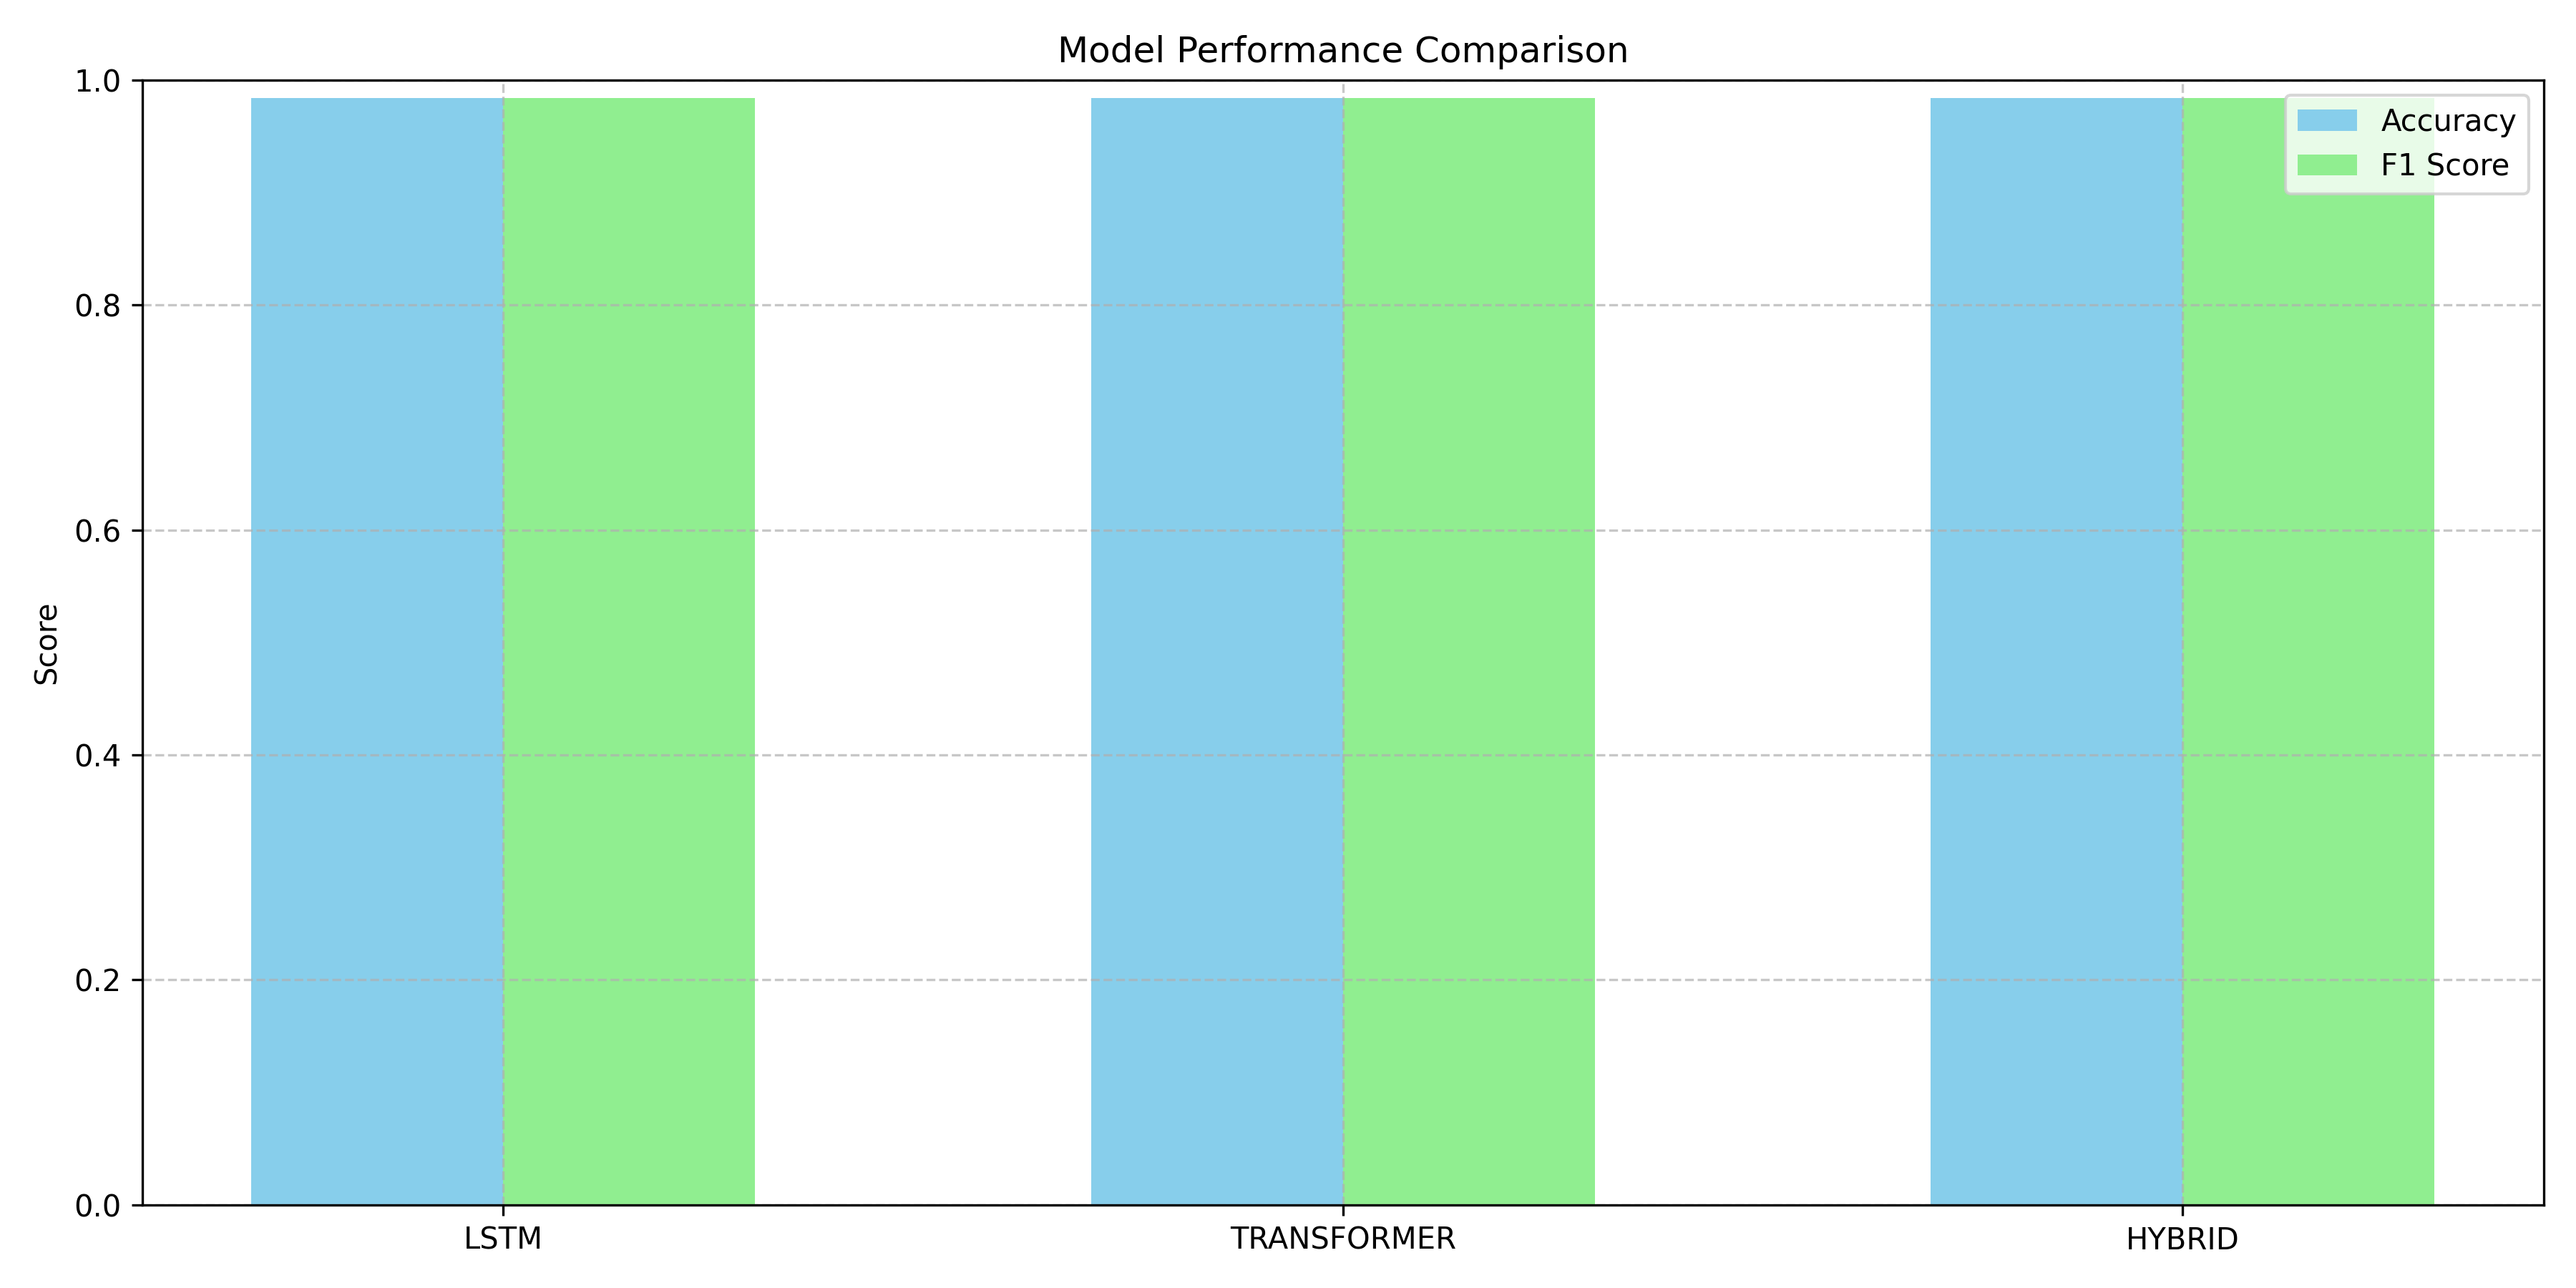 Model Performance Comparison
1.0
0.8
0.6
0.4
0.2
0.0
Score
Accuracy
F1 Score
LSTM
TRANSFORMER
HYBRID